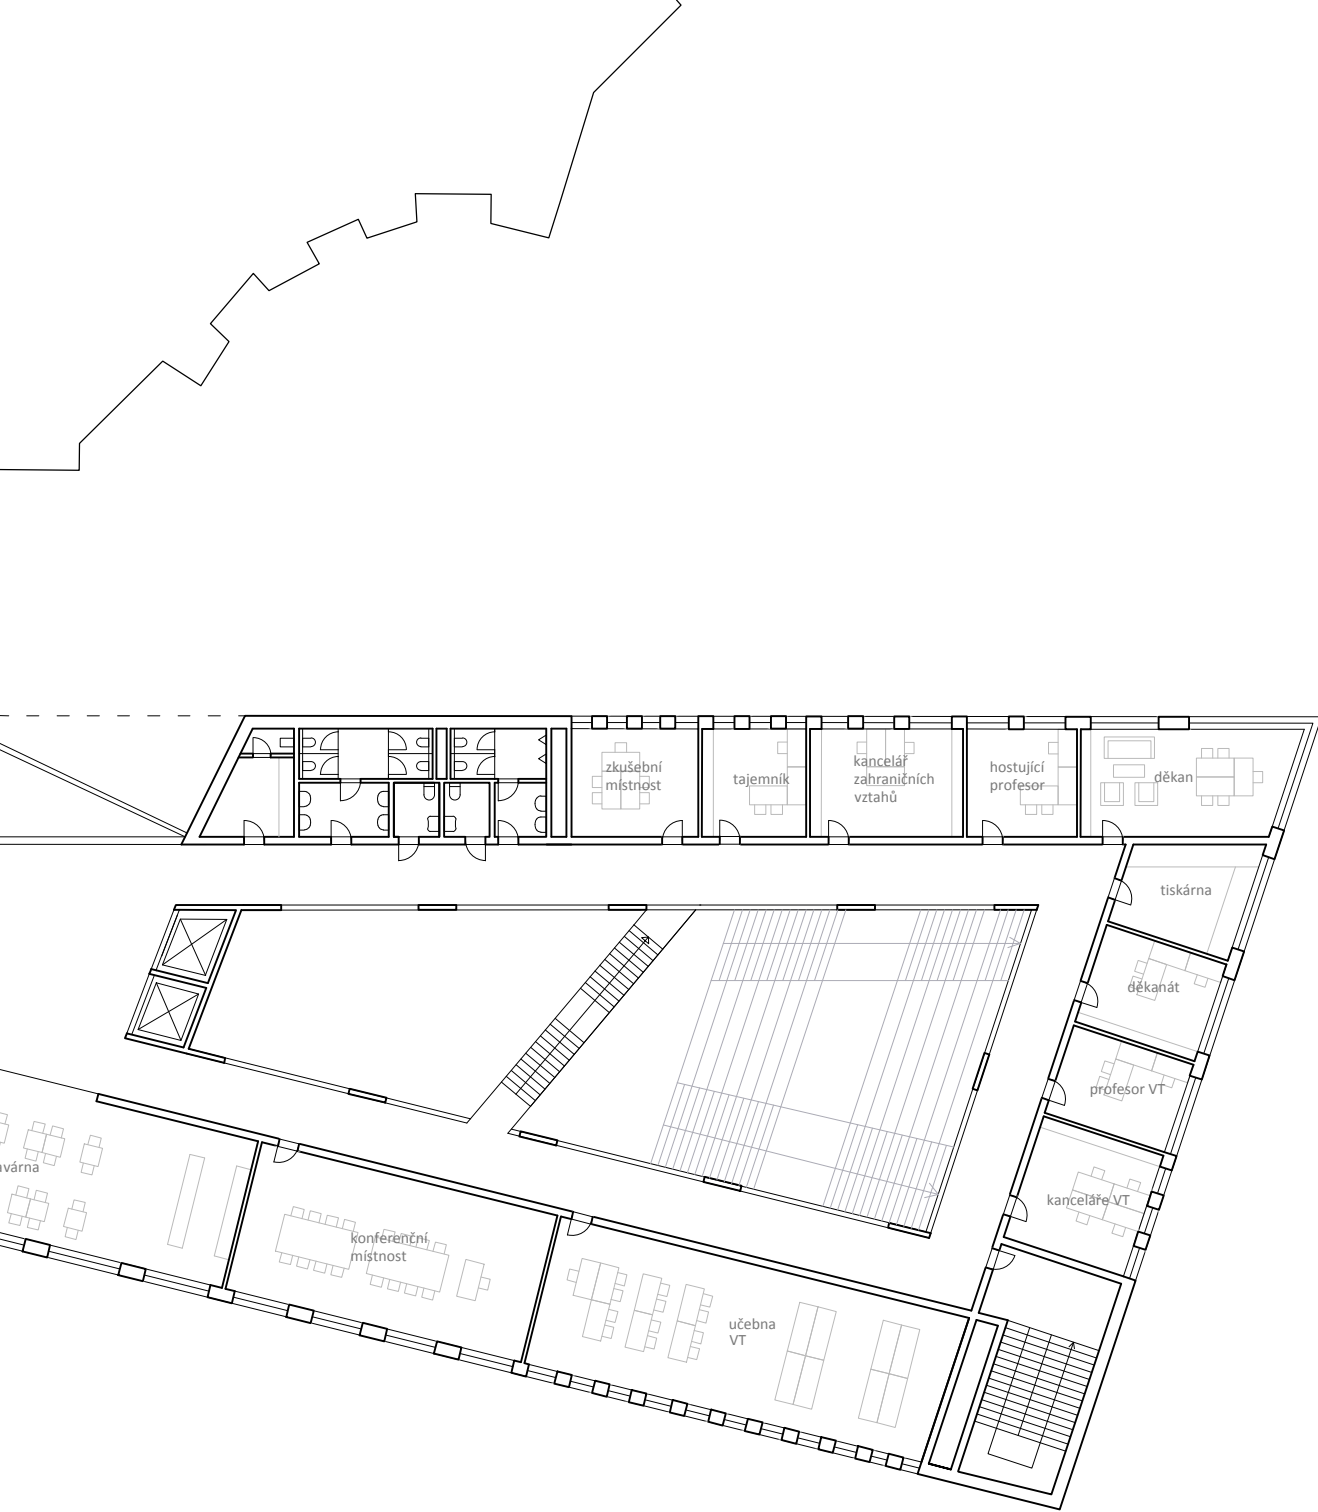 zkušební
místnost
tajemník
kancelář
zahraničních
vztahů
hostující
profesor
děkan
tiskárna
děkanát
profesor VT
kanceláře VT
várna
konferenční
místnost
učebna
VT